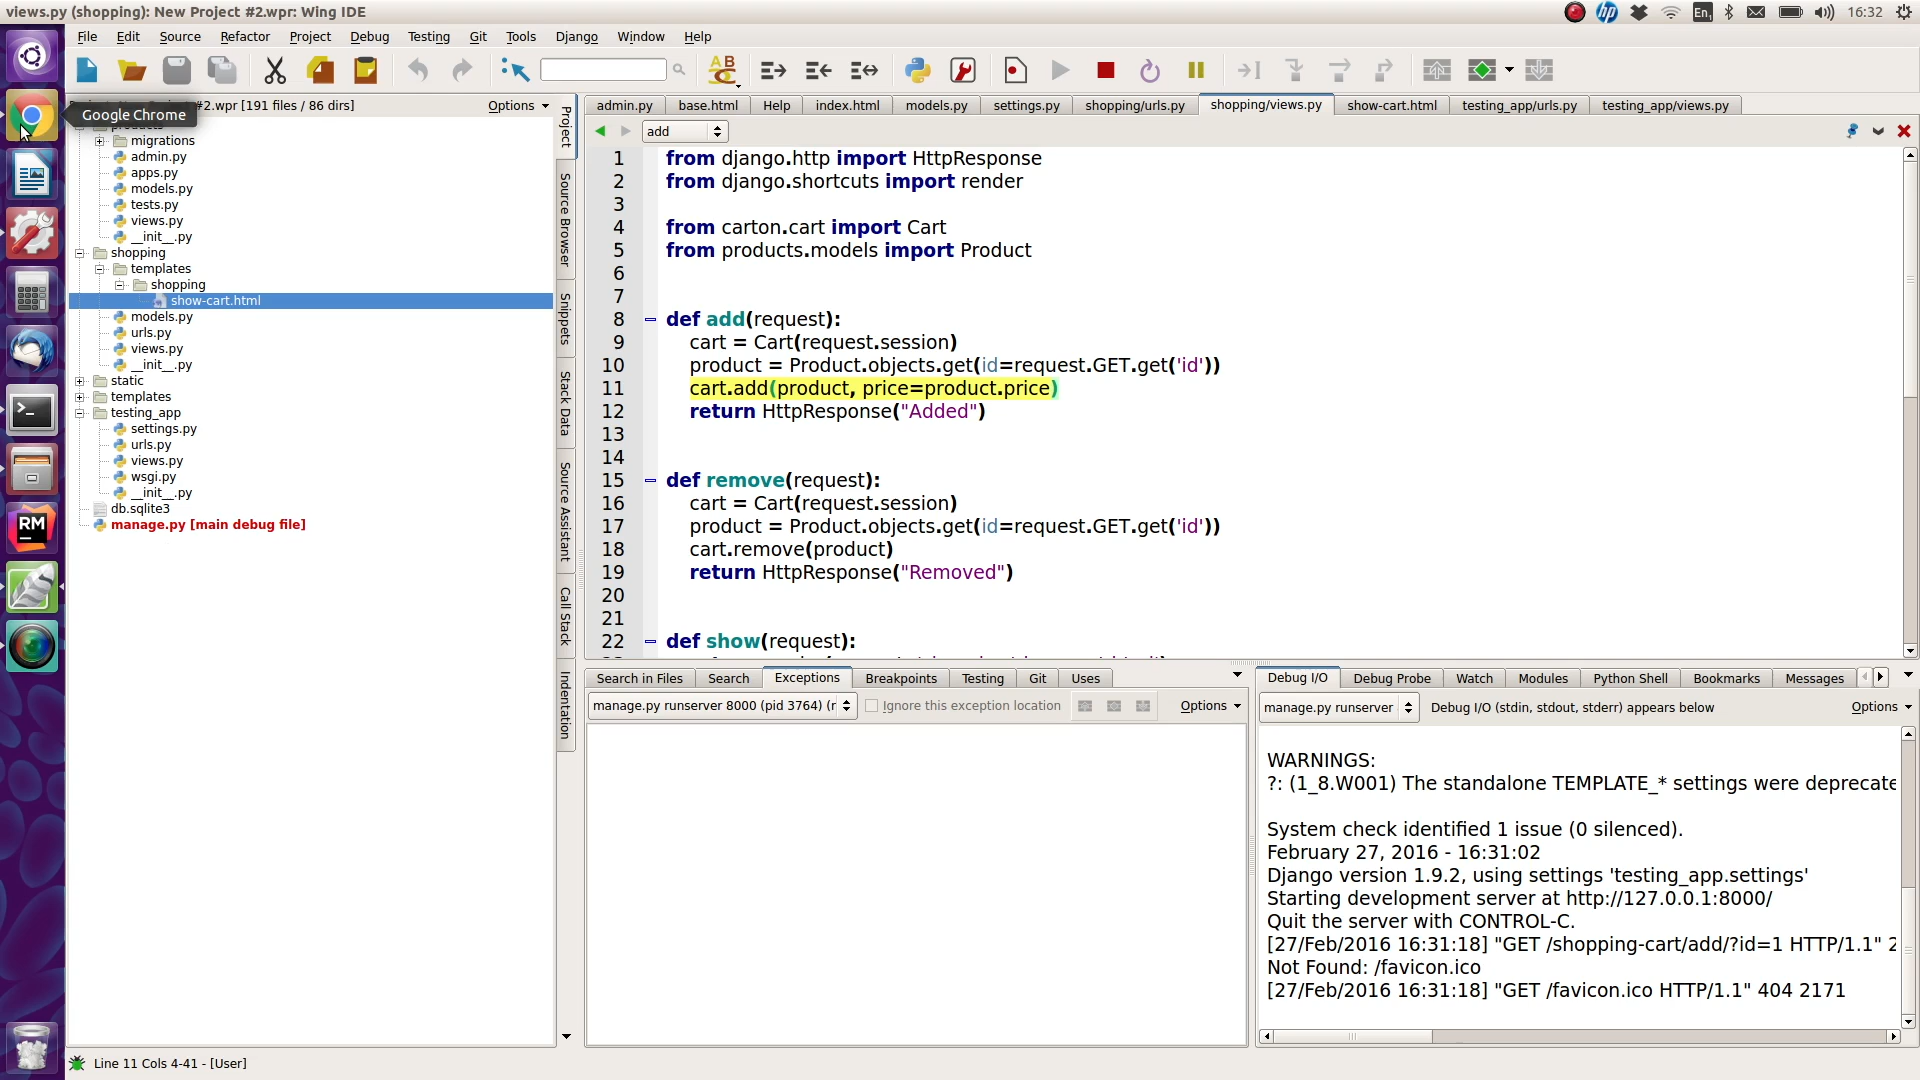 views.py (shopping): New Project #2.wpr: Wing IDE
En1
16:32
File Edit Source Refactor Project Debug Testing Git Tools Django Window Help
#2.wpr [191 files / 86 dirs]
Options
Google Chrome
migrations
admin.py
apps.py
models.py
tests.py
views.py
__init__.py
shopping
templates
shopping
show-cart.html
models.py
urls.py
views.py
__init__.py
static
templates
testing_app
settings.py
urls.py
views.py
wsgi.py
__init__.py
db.sqlite3
manage.py [main debug file]
RM
Project
Source Browser
Snippets
Stack Data
Source Assistant
Call Stack
Indentation
admin.py base.html Help index.html models.py settings.py shopping/urls.py shopping/views.py show-cart.html testing_app/urls.py testing_app/views.py
add
1 from django.http import HttpResponse
2 from django.shortcuts import render
3
4 from carton.cart import Cart
5 from products.models import Product
6
7
8 def add(request):
9 cart = Cart(request.session)
10 product = Product.objects.get(id=request.GET.get('id'))
11 cart.add(product, price=product.price)
12 return HttpResponse("Added")
13
14
15 def remove(request):
16 cart = Cart(request.session)
17 product = Product.objects.get(id=request.GET.get('id'))
18 cart.remove(product)
19 return HttpResponse("Removed")
20
21
22 def show(request):
Search in Files Search Exceptions Breakpoints Testing Git Uses
manage.py runserver 8000 (pid 3764) (r
Ignore this exception location
Options
Debug I/O Debug Probe Watch Modules Python Shell Bookmarks Messages
manage.py runserver
Debug I/O (stdin, stdout, stderr) appears below
Options
WARNINGS:
?: (1_8.W001) The standalone TEMPLATE_* settings were deprecate
System check identified 1 issue (0 silenced).
February 27, 2016 - 16:31:02
Django version 1.9.2, using settings 'testing_app.settings'
Starting development server at http://127.0.0.1:8000/
Quit the server with CONTROL-C.
[27/Feb/2016 16:31:18] "GET /shopping-cart/add/?id=1 HTTP/1.1" 2
Not Found: /favicon.ico
[27/Feb/2016 16:31:18] "GET /favicon.ico HTTP/1.1" 404 2171
Line 11 Cols 4-41 - [User]